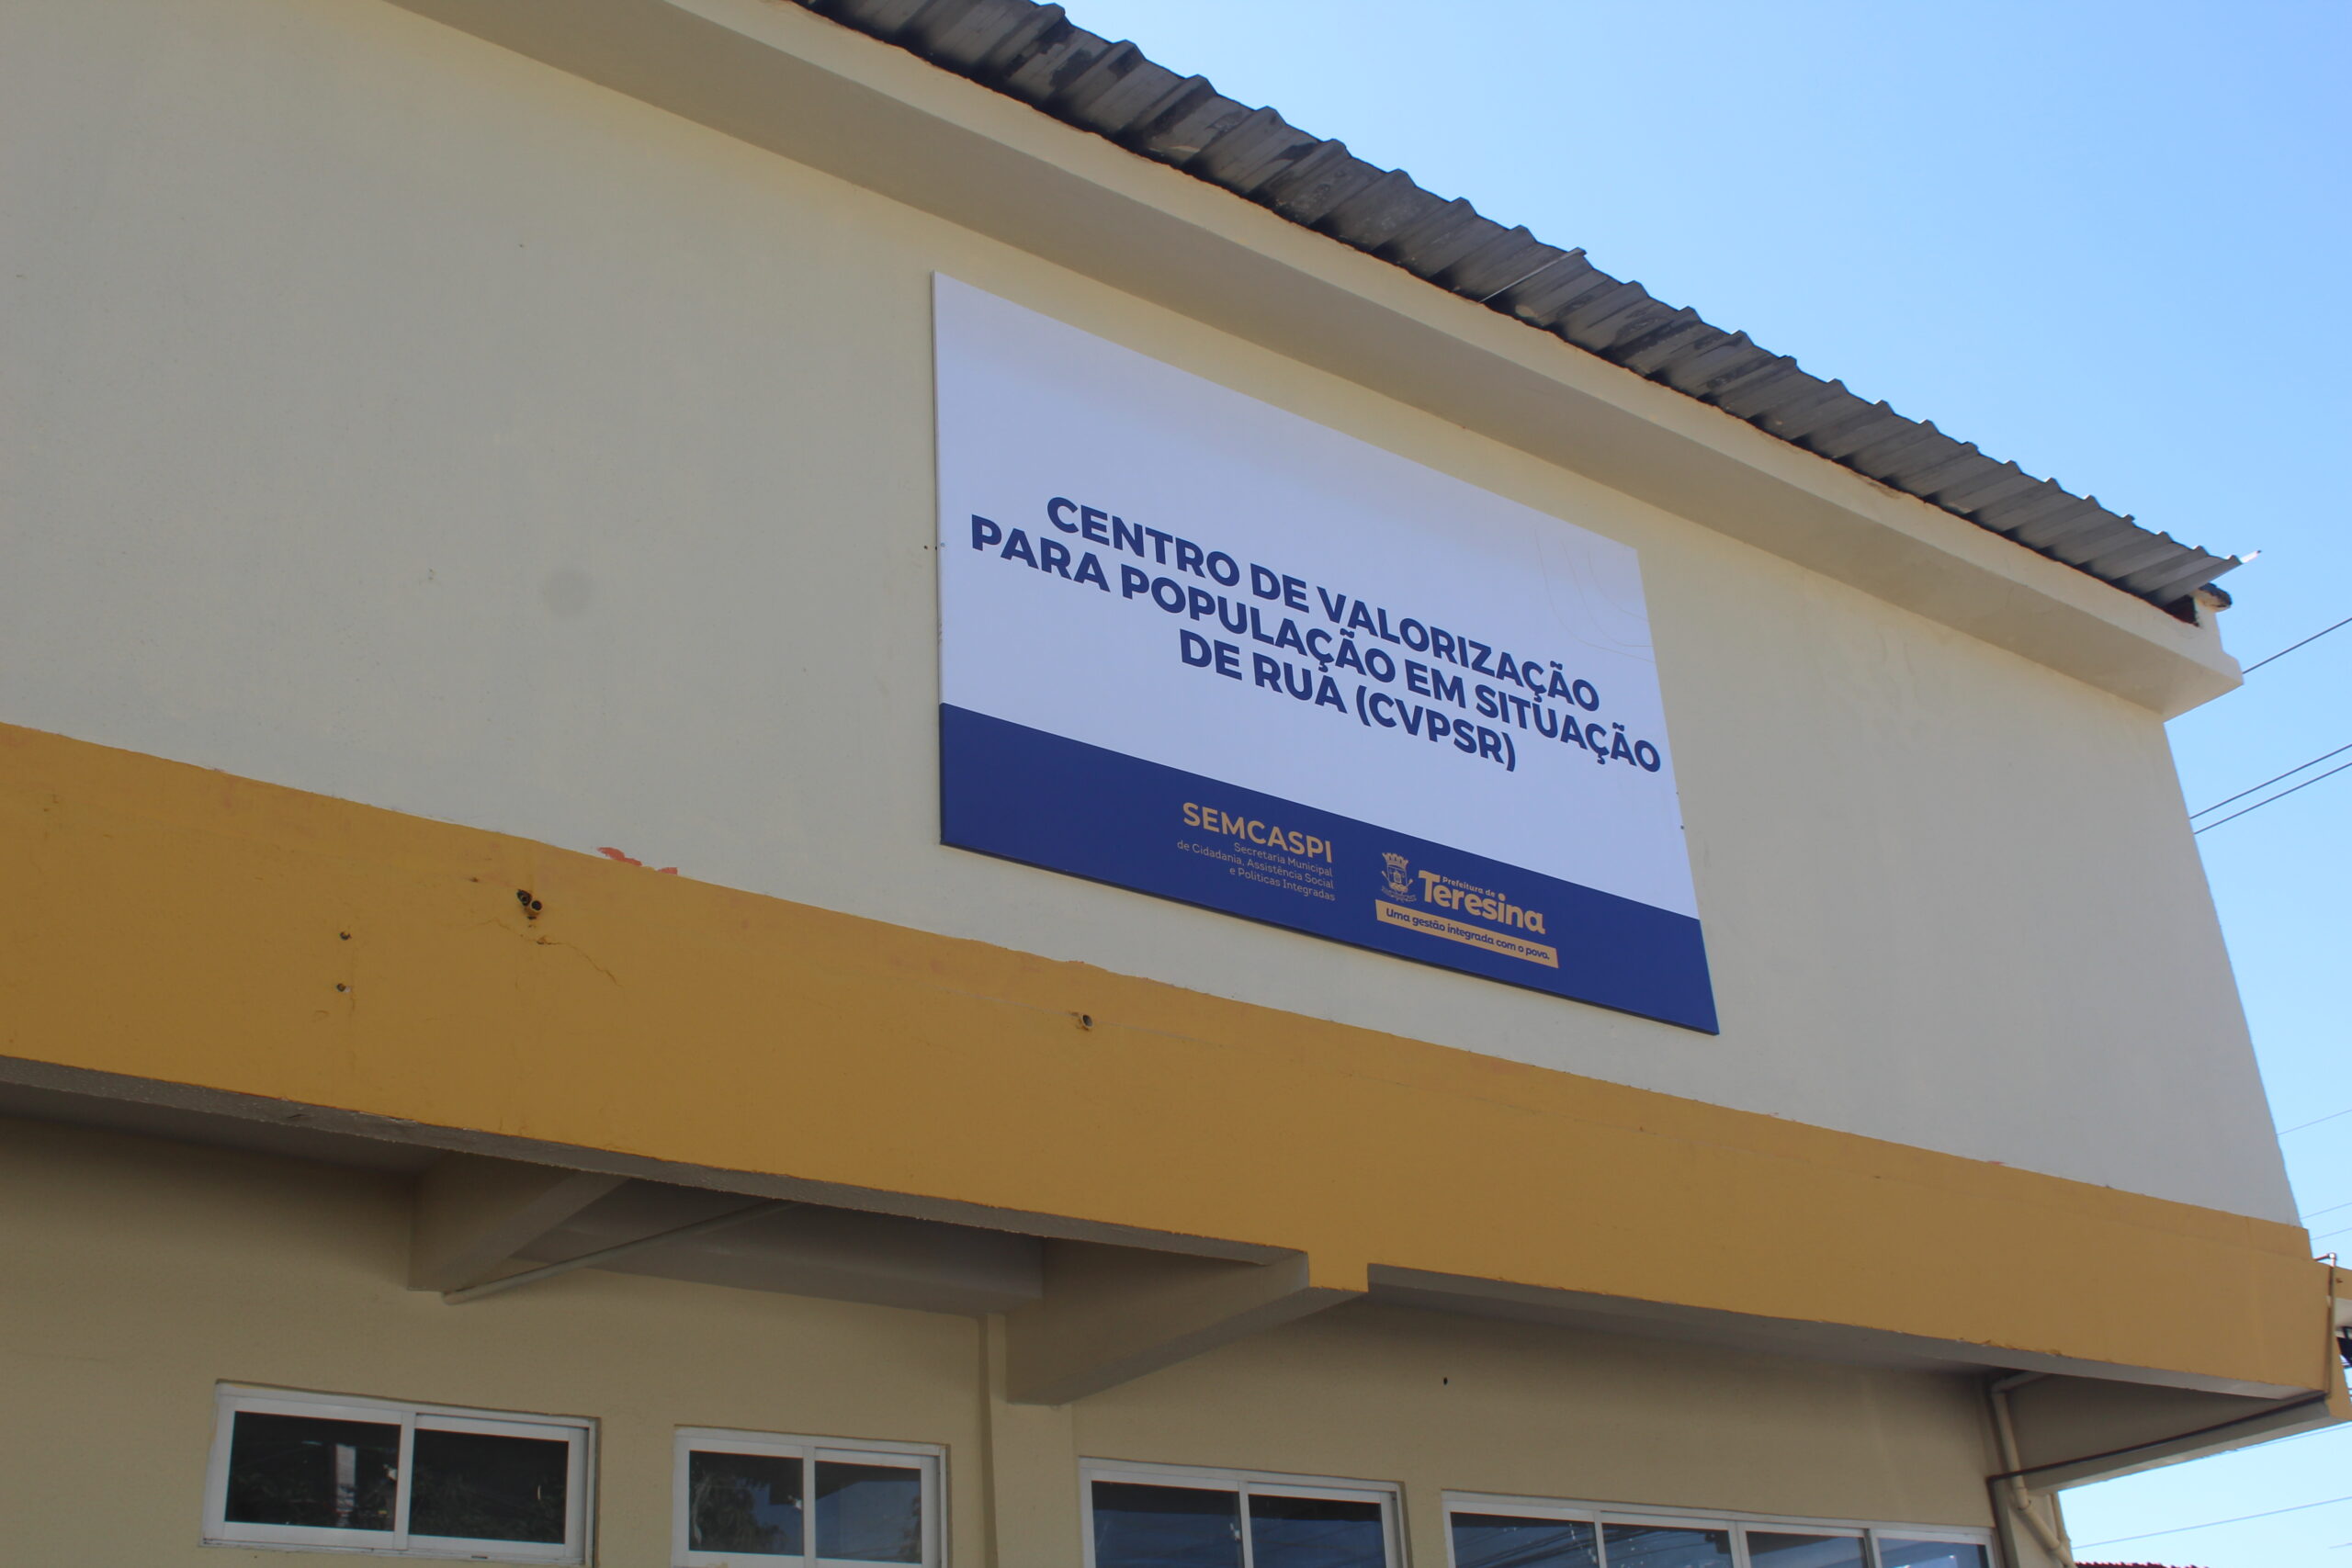 CENTRO DE VALORIZAÇÃO
PARA POPULAÇÃO EM SITUAÇÃO
DE RUA (CVPSR)
SEMCASPI
Secretaria Municipal
de Cidadania, Assistência Social
e Políticas Integradas
Prefeitura de
Teresina
Uma gestão integrada com o povo.